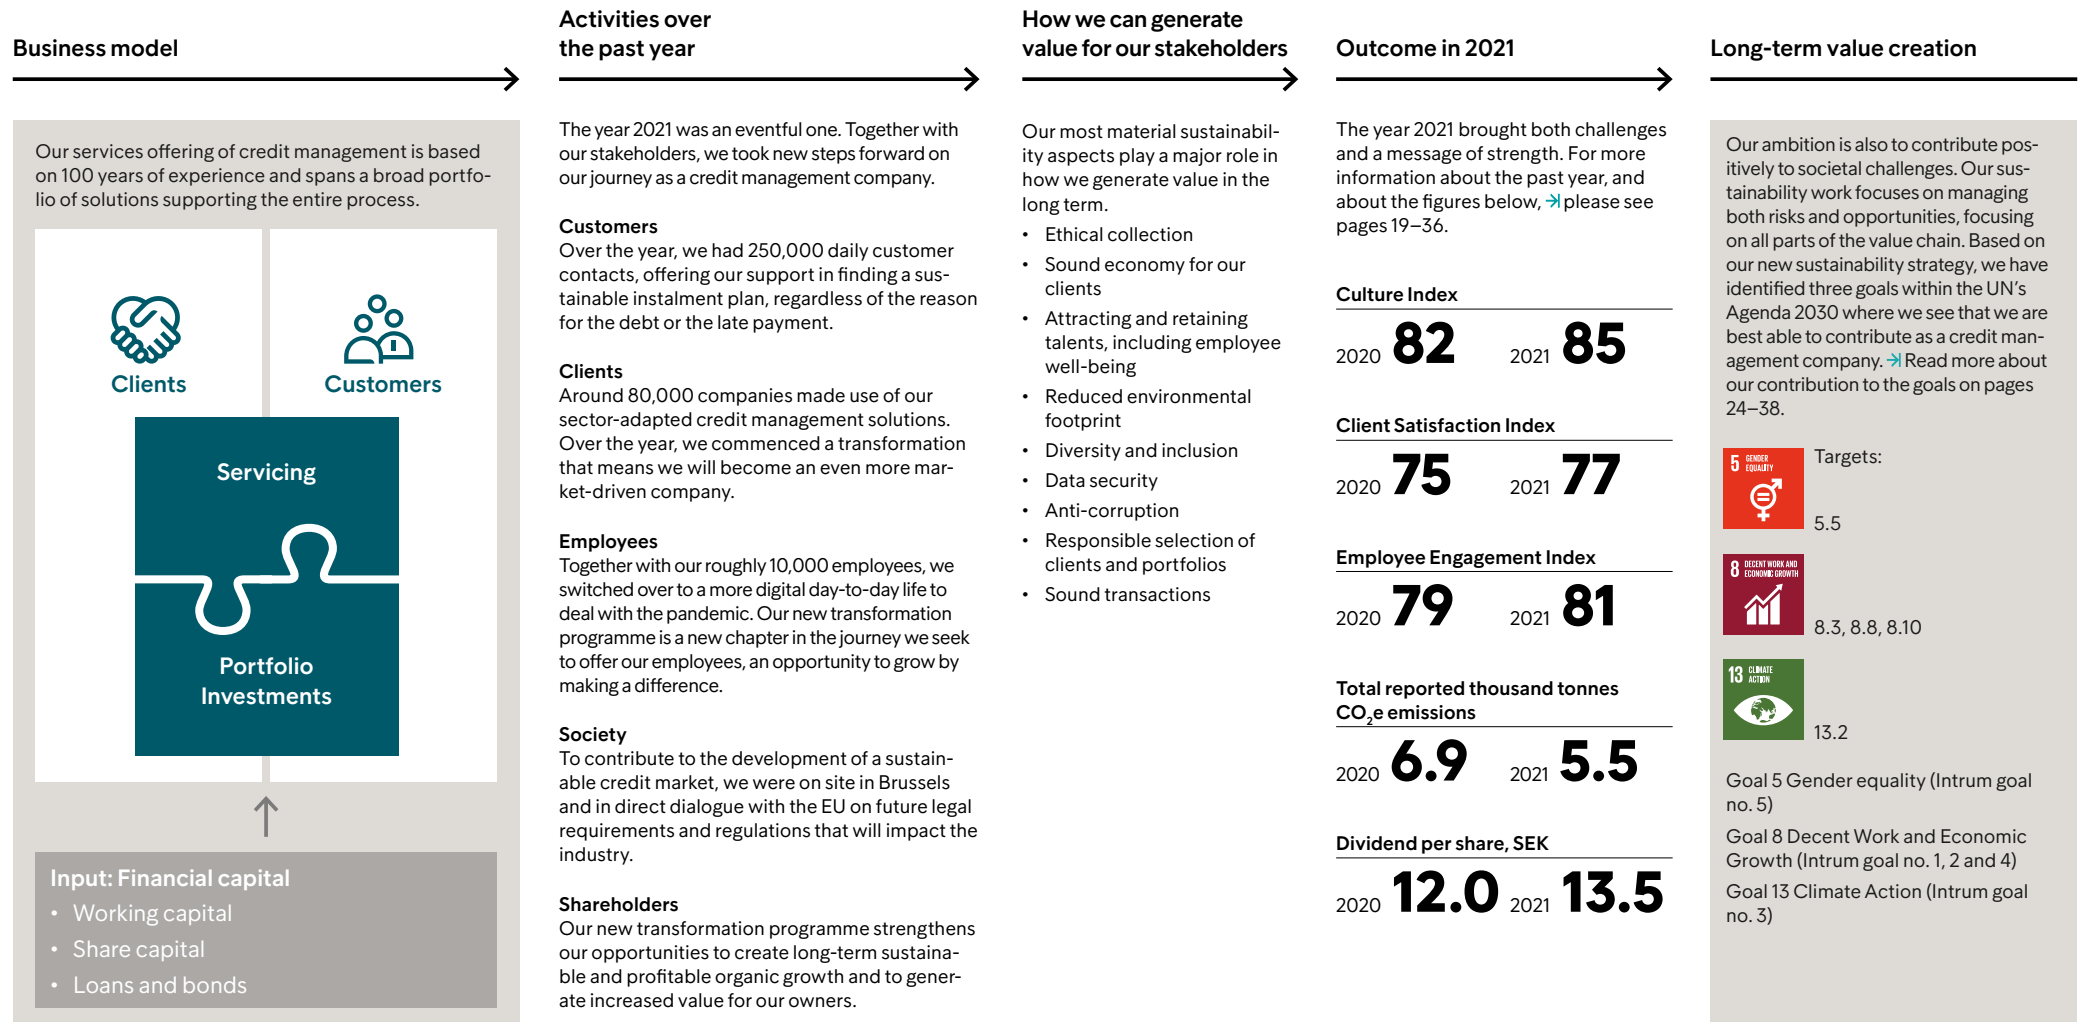 Business model
Our services offering of credit management is based
on 100 years of experience and spans a broad portfo-
lio of solutions supporting the entire process.
Clients
Customers
Servicing
Portfolio
Investments
Input: Financial capital
• Working capital
• Share capital
• Loans and bonds
Activities over
the past year
The year 2021 was an eventful one. Together with
our stakeholders, we took new steps forward on
our journey as a credit management company.
Customers
Over the year, we had 250,000 daily customer
contacts, offering our support in finding a sus-
tainable instalment plan, regardless of the reason
for the debt or the late payment.
Clients
Around 80,000 companies made use of our
sector-adapted credit management solutions.
Over the year, we commenced a transformation
that means we will become an even more mar-
ket-driven company.
Employees
Together with our roughly 10,000 employees, we
switched over to a more digital day-to-day life to
deal with the pandemic. Our new transformation
programme is a new chapter in the journey we seek
to offer our employees, an opportunity to grow by
making a difference.
Society
To contribute to the development of a sustain-
able credit market, we were on site in Brussels
and in direct dialogue with the EU on future legal
requirements and regulations that will impact the
industry.
Shareholders
Our new transformation programme strengthens
our opportunities to create long-term sustaina-
ble and profitable organic growth and to gener-
ate increased value for our owners.
How we can generate
value for our stakeholders
Our most material sustainabil-
ity aspects play a major role in
how we generate value in the
long term.
• Ethical collection
• Sound economy for our
clients
• Attracting and retaining
talents, including employee
well-being
• Reduced environmental
footprint
• Diversity and inclusion
• Data security
• Anti-corruption
• Responsible selection of
clients and portfolios
• Sound transactions
Outcome in 2021
The year 2021 brought both challenges
and a message of strength. For more
information about the past year, and
about the figures below, please see
pages 19–36.
Culture Index
2020 82 2021 85
Client Satisfaction Index
2020 75 2021 77
Employee Engagement Index
2020 79 2021 81
Total reported thousand tonnes
CO₂e emissions
2020 6.9 2021 5.5
Dividend per share, SEK
2020 12.0 2021 13.5
Long-term value creation
Our ambition is also to contribute pos-
itively to societal challenges. Our sus-
tainability work focuses on managing
both risks and opportunities, focusing
on all parts of the value chain. Based on
our new sustainability strategy, we have
identified three goals within the UN's
Agenda 2030 where we see that we are
best able to contribute as a credit man-
agement company. Read more about
our contribution to the goals on pages
24–38.
5 GENDER
EQUALITY
Targets:
5.5
8 DECENT WORK AND
ECONOMIC GROWTH
8.3, 8.8, 8.10
13 CLIMATE
ACTION
13.2
Goal 5 Gender equality (Intrum goal
no. 5)
Goal 8 Decent Work and Economic
Growth (Intrum goal no. 1, 2 and 4)
Goal 13 Climate Action (Intrum goal
no. 3)